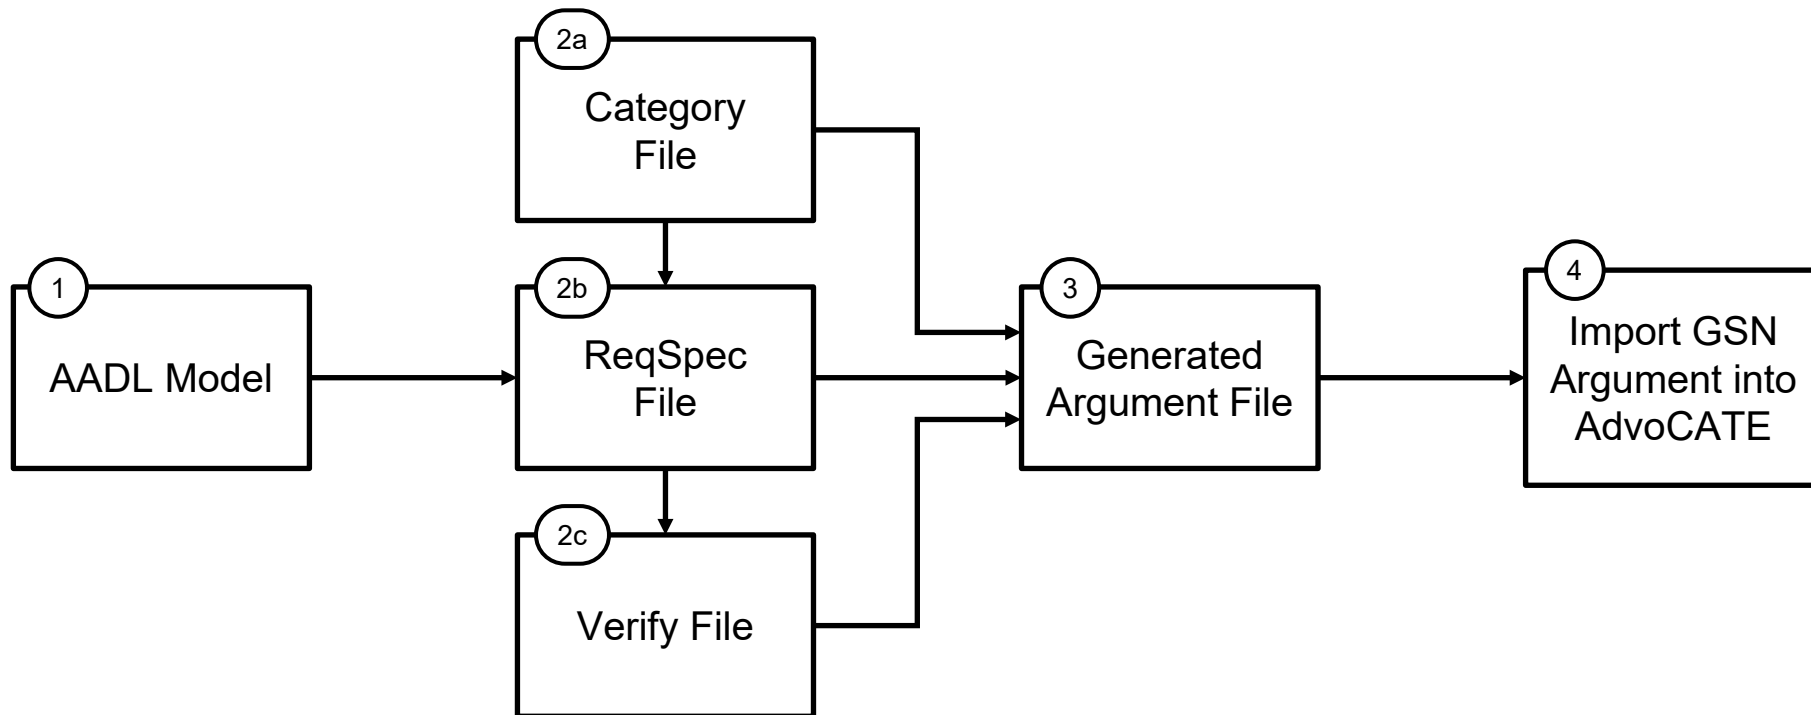 1
AADL Model
2a
Category
File
2b
ReqSpec
File
2c
Verify File
3
Generated
Argument File
4
Import GSN
Argument into
AdvoCATE